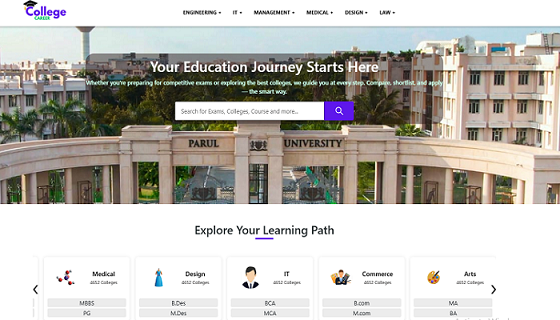 College
CAREER
ENGINEERING IT MANAGEMENT MEDICAL DESIGN LAW
Your Education Journey Starts Here
Whether you're preparing for competitive exams or exploring the best colleges, we guide you at every step. Compare, shortlist, and apply
— the smart way.
Search for Exams, Colleges, Course and more...
PARUL UNIVERSITY
Explore Your Learning Path
Medical
4652 Colleges
MBBS
PG
Design
4652 Colleges
B.Des
M.Des
IT
4652 Colleges
BCA
MCA
Commerce
4652 Colleges
B.com
M.com
Arts
4652 Colleges
MA
BA